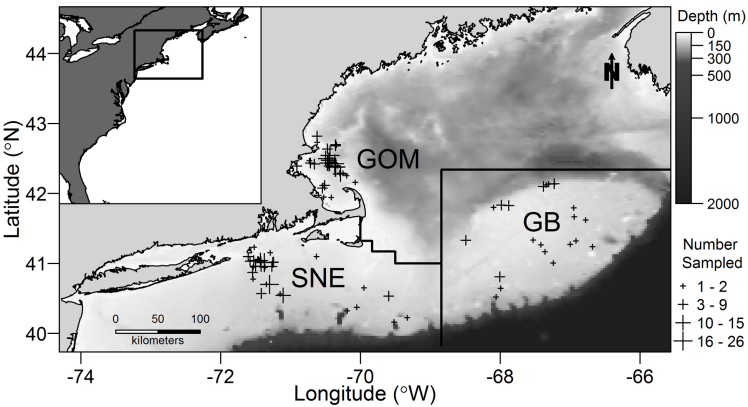 Depth (m)
0
150
300
500
1000
2000
44
43
42
41
40
Latitude (°N)
N
GOM
GB
SNE
0 50 100
kilometers
Number
Sampled
1 - 2
3 - 9
10 - 15
16 - 26
-74 -72 -70 -68 -66
Longitude (°W)